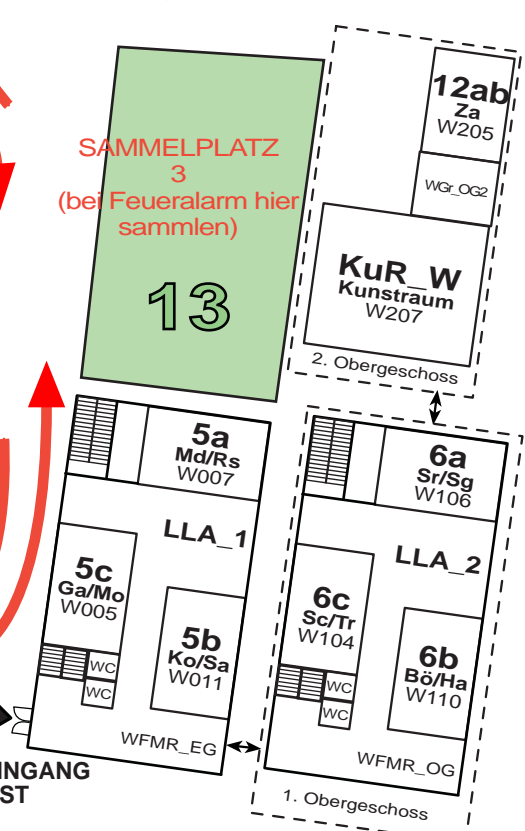 SAMMELPLATZ
3
(bei Feueralarm hier
sammlen)
13
12ab
Za
W205
WGr_OG2
KuR_W
Kunstraum
W207
2. Obergeschoss
5a
Md/Rs
W007
LLA_1
5c
Ga/Mo
W005
5b
Ko/Sa
W011
WC
WC
WFMR_EG
INGANG
ST
6a
Sr/Sg
W106
LLA_2
6c
Sc/Tr
W104
6b
Bö/Ha
W110
WC
WC
WFMR_OG
1. Obergeschoss